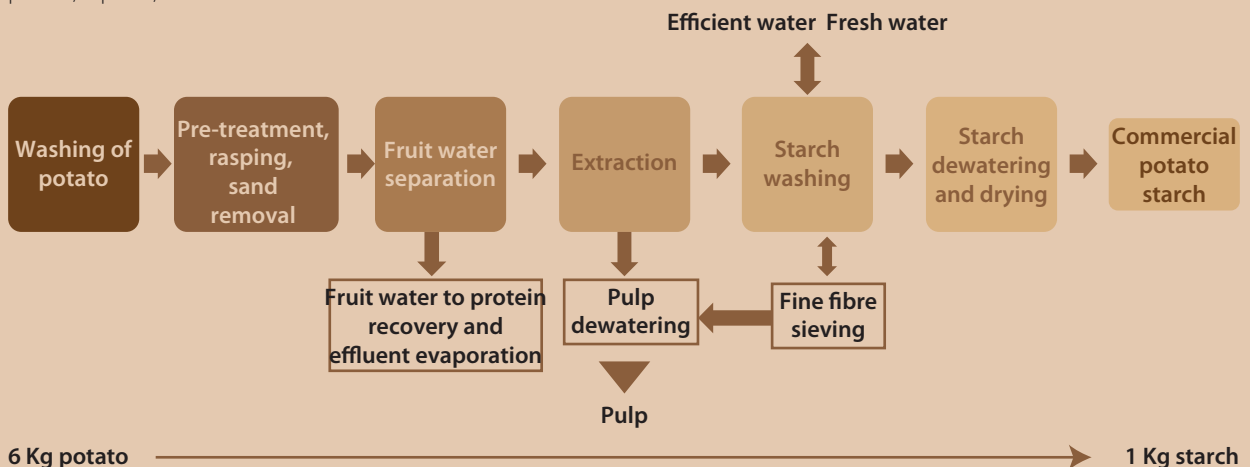 Efficient water Fresh water
Washing of
potato
Pre-treatment,
rasping,
sand
removal
Fruit water
separation
Extraction
Starch
washing
Starch
dewatering
and drying
Commercial
potato
starch
Fruit water to protein
recovery and
effluent evaporation
Pulp
dewatering
Fine fibre
sieving
Pulp
6 Kg potato
1 Kg starch